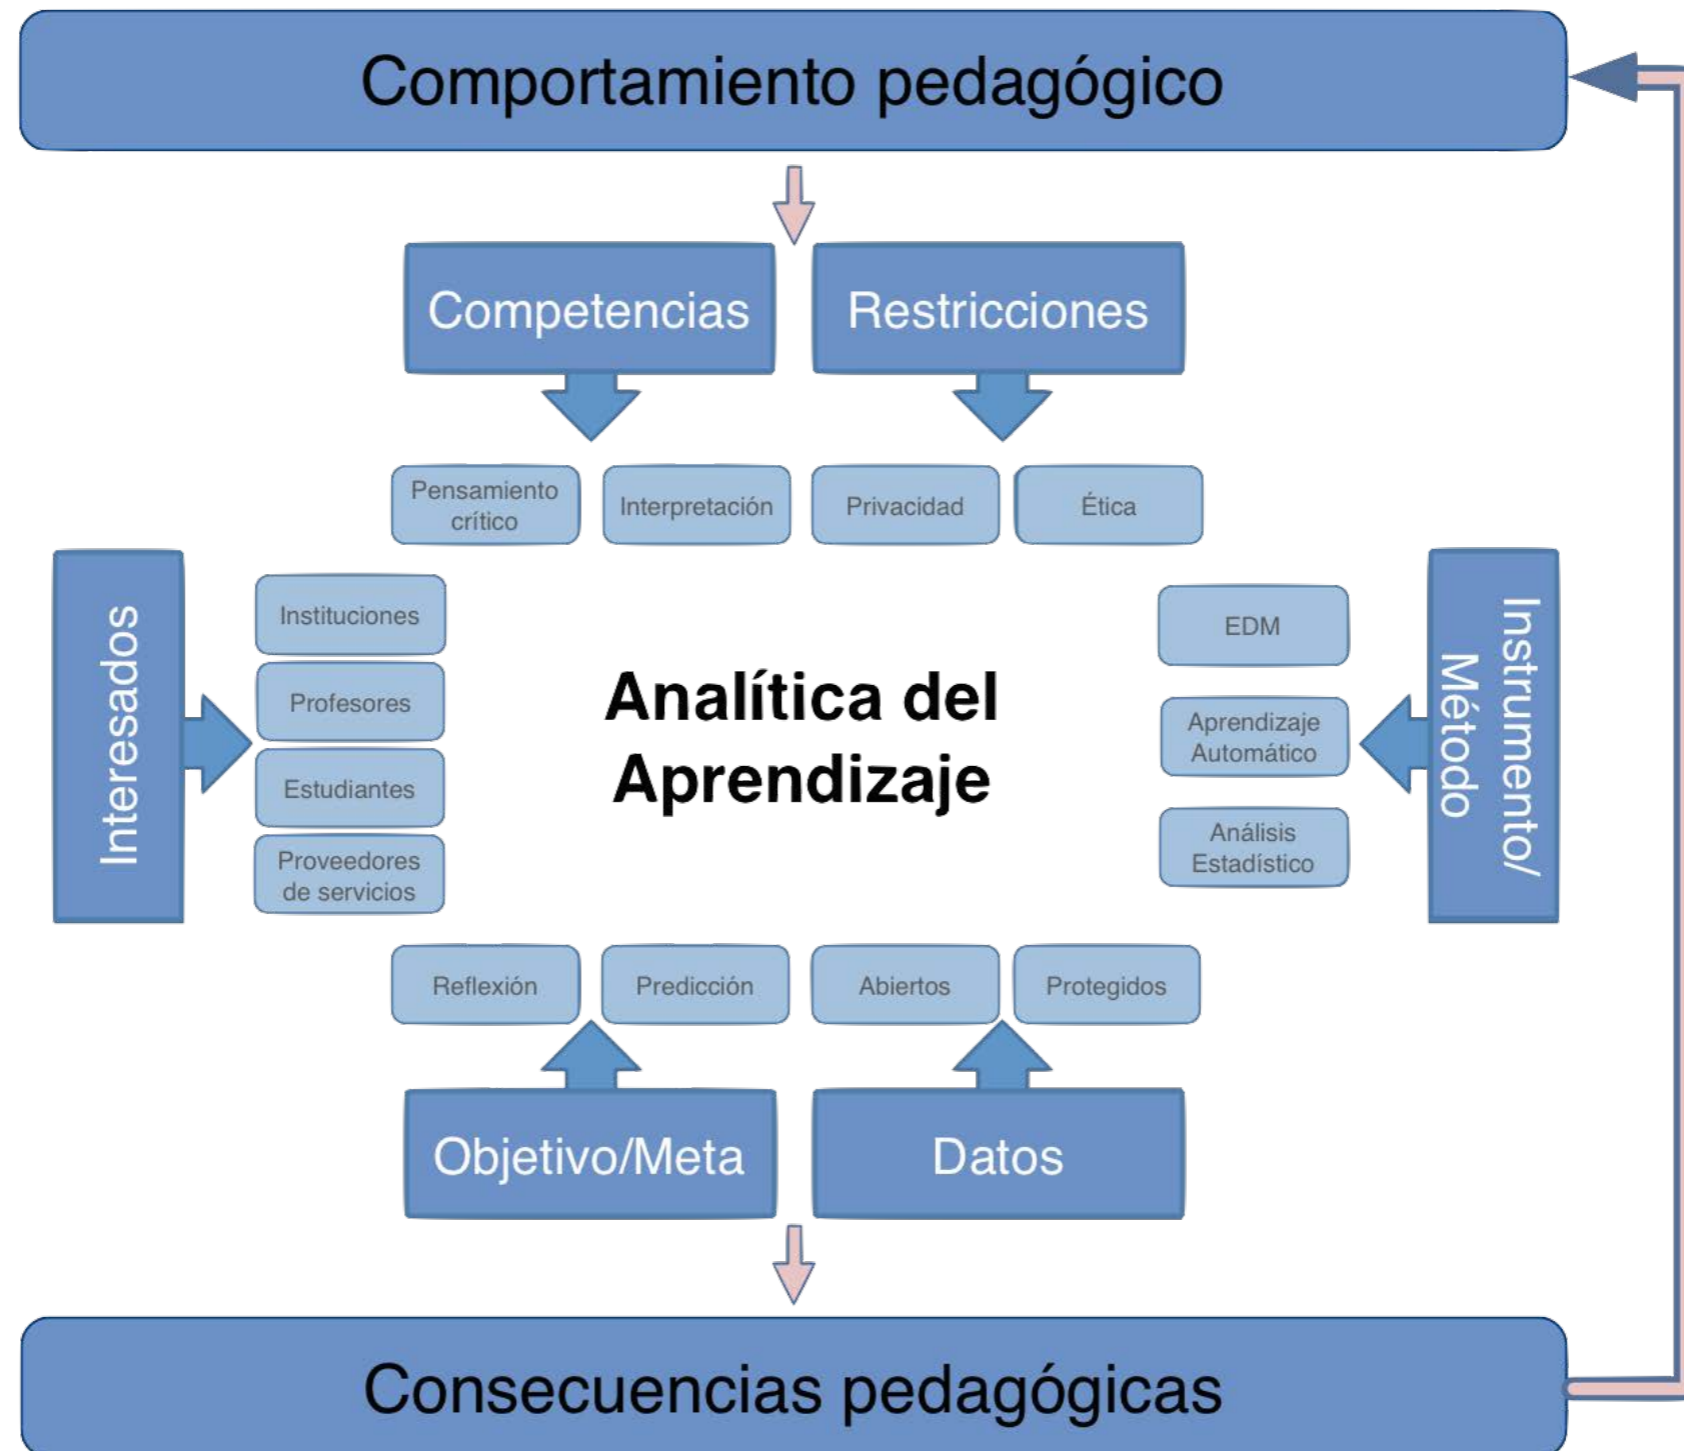 Comportamiento pedagógico
Competencias
Restricciones
Pensamiento
crítico
Interpretación
Privacidad
Ética
Interesados
Instituciones
Profesores
Estudiantes
Proveedores
de servicios
Analítica del
Aprendizaje
EDM
Aprendizaje
Automático
Análisis
Estadístico
Instrumento/
Método
Reflexión
Predicción
Abiertos
Protegidos
Objetivo/Meta
Datos
Consecuencias pedagógicas